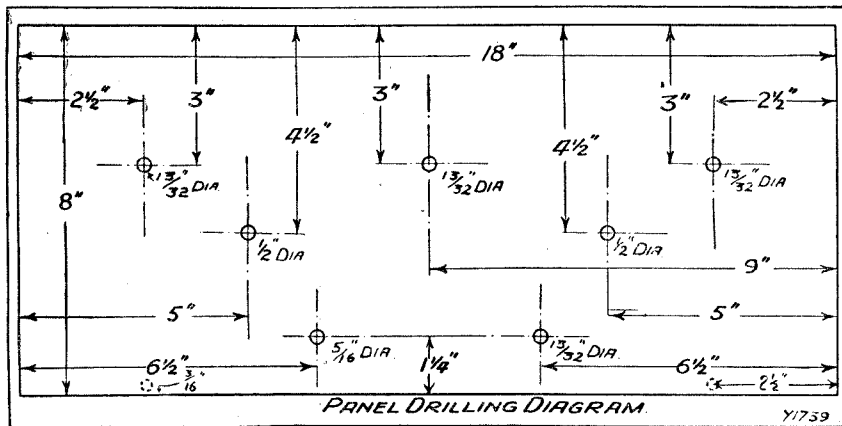 18"
2½" 3" 3" 3" 2½"
4½" 4½"
13/32" DIA 13/32" DIA 13/32" DIA
8"
½" DIA ½" DIA
9"
5" 5"
5/16" DIA 1¼" 13/32" DIA
6½" 6½"
3/16" 2½"
PANEL DRILLING DIAGRAM.
Y1739